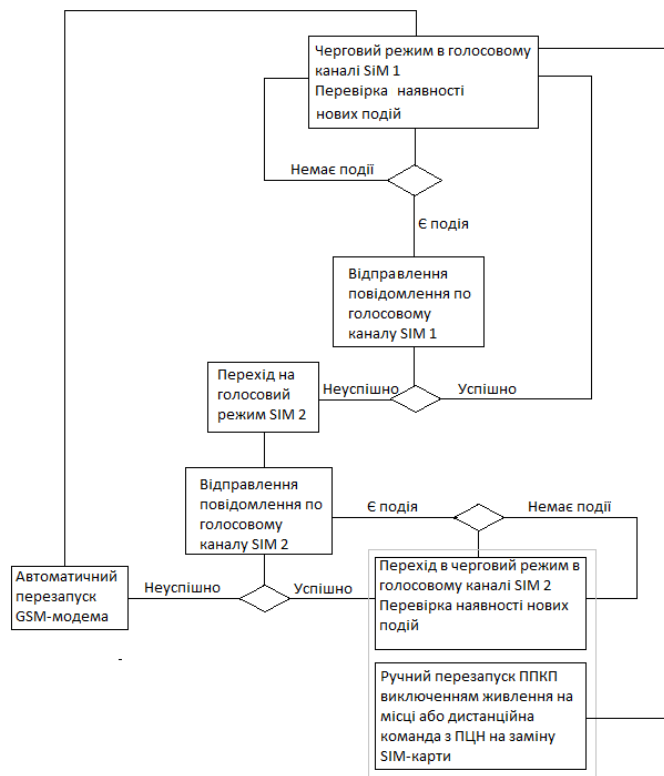 Черговий режим в голосовому
каналі SiM 1
Перевірка наявності
нових подій
Немає події
Є подія
Відправлення
повідомлення по
голосовому
каналу SIM 1
Перехід на
голосовий
режим SIM 2
Неуспішно
Успішно
Відправлення
повідомлення по
голосовому
каналу SIM 2
Є подія
Немає події
Автоматичний
перезапуск
GSM-модема
Неуспішно
Успішно
Перехід в черговий режим в
голосовому каналі SIM 2
Перевірка наявності нових
подій
Ручний перезапуск ППКП
виключенням живлення на
місці або дистанційна
команда з ПЦН на заміну
SIM-карти